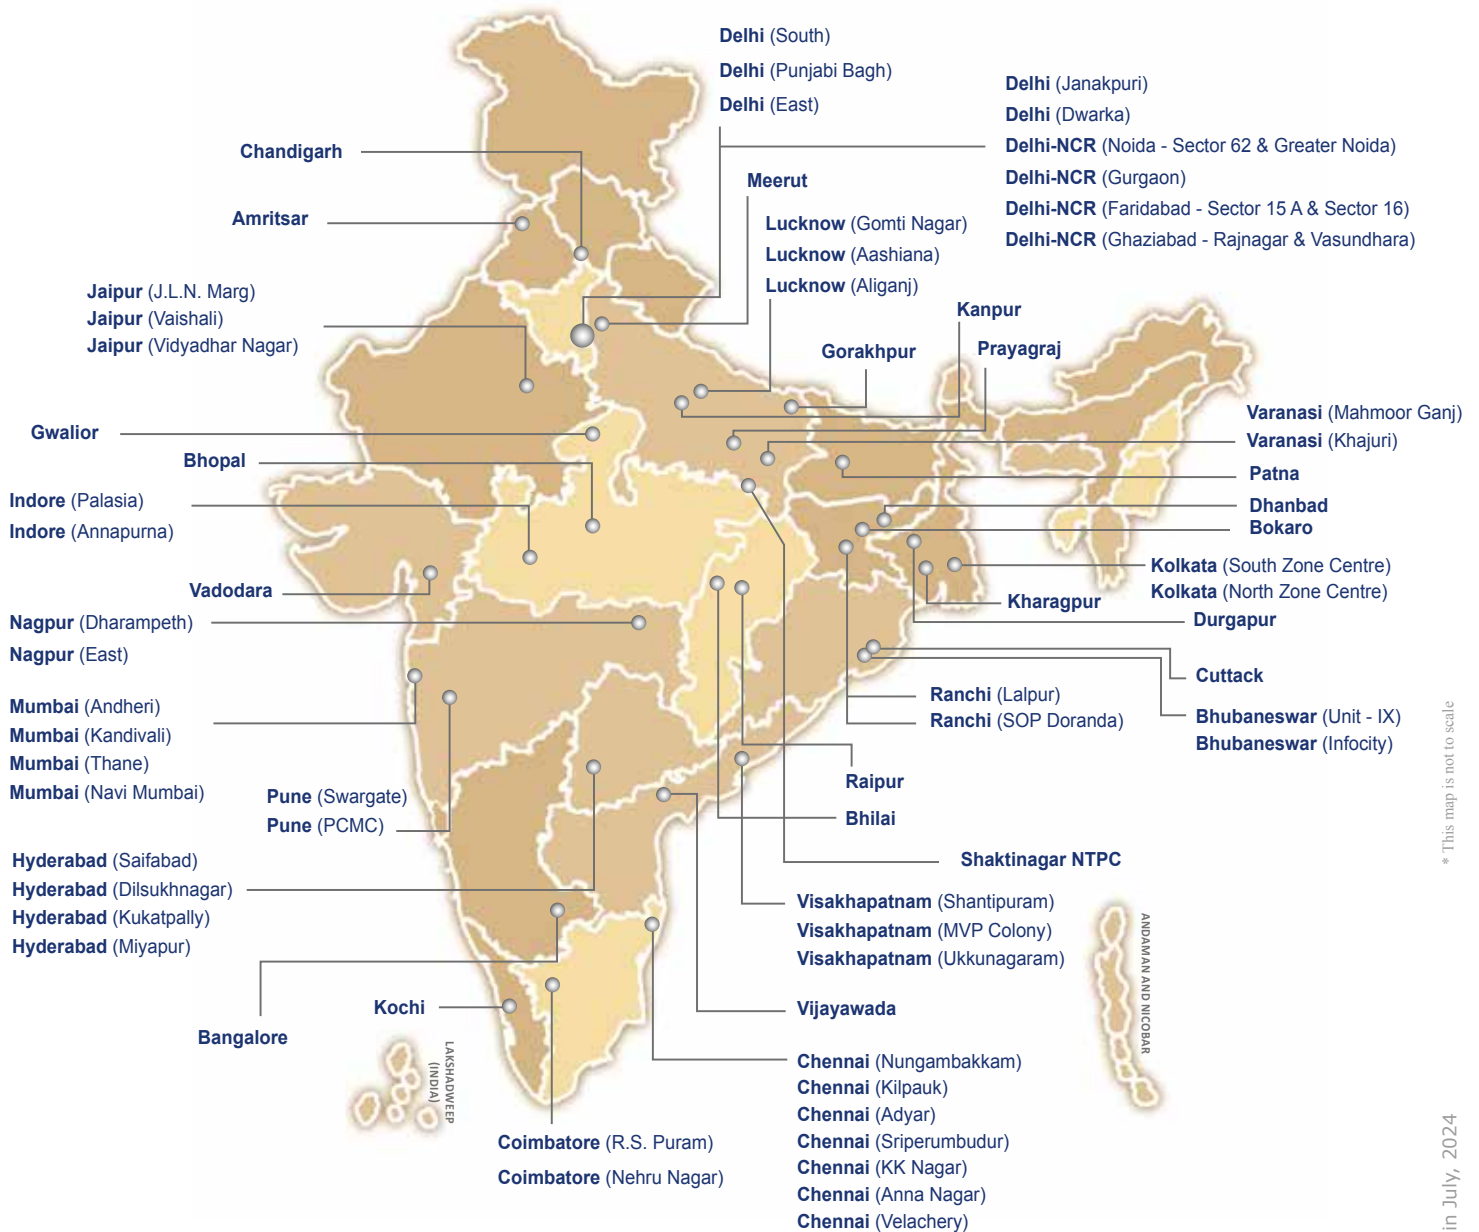 Delhi (South)
Delhi (Punjabi Bagh)
Delhi (East)
Delhi (Janakpuri)
Delhi (Dwarka)
Delhi-NCR (Noida - Sector 62 & Greater Noida)
Delhi-NCR (Gurgaon)
Delhi-NCR (Faridabad - Sector 15 A & Sector 16)
Delhi-NCR (Ghaziabad - Rajnagar & Vasundhara)
Chandigarh
Meerut
Amritsar
Lucknow (Gomti Nagar)
Lucknow (Aashiana)
Lucknow (Aliganj)
Jaipur (J.L.N. Marg)
Jaipur (Vaishali)
Jaipur (Vidyadhar Nagar)
Kanpur
Gorakhpur
Prayagraj
Gwalior
Varanasi (Mahmoor Ganj)
Varanasi (Khajuri)
Bhopal
Patna
Indore (Palasia)
Indore (Annapurna)
Dhanbad
Bokaro
Kolkata (South Zone Centre)
Kolkata (North Zone Centre)
Vadodara
Kharagpur
Nagpur (Dharampeth)
Nagpur (East)
Durgapur
Cuttack
Ranchi (Lalpur)
Ranchi (SOP Doranda)
Bhubaneswar (Unit - IX)
Bhubaneswar (Infocity)
Mumbai (Andheri)
Mumbai (Kandivali)
Mumbai (Thane)
Mumbai (Navi Mumbai)
Raipur
Pune (Swargate)
Pune (PCMC)
Bhilai
Hyderabad (Saifabad)
Hyderabad (Dilsukhnagar)
Hyderabad (Kukatpally)
Hyderabad (Miyapur)
Shaktinagar NTPC
Visakhapatnam (Shantipuram)
Visakhapatnam (MVP Colony)
Visakhapatnam (Ukkunagaram)
Kochi
Vijayawada
Bangalore
Chennai (Nungambakkam)
Chennai (Kilpauk)
Chennai (Adyar)
Chennai (Sriperumbudur)
Chennai (KK Nagar)
Chennai (Anna Nagar)
Chennai (Velachery)
Coimbatore (R.S. Puram)
Coimbatore (Nehru Nagar)
LAKSHADWEEP
(INDIA)
ANDAMAN AND NICOBAR
* This map is not to scale
in July, 2024